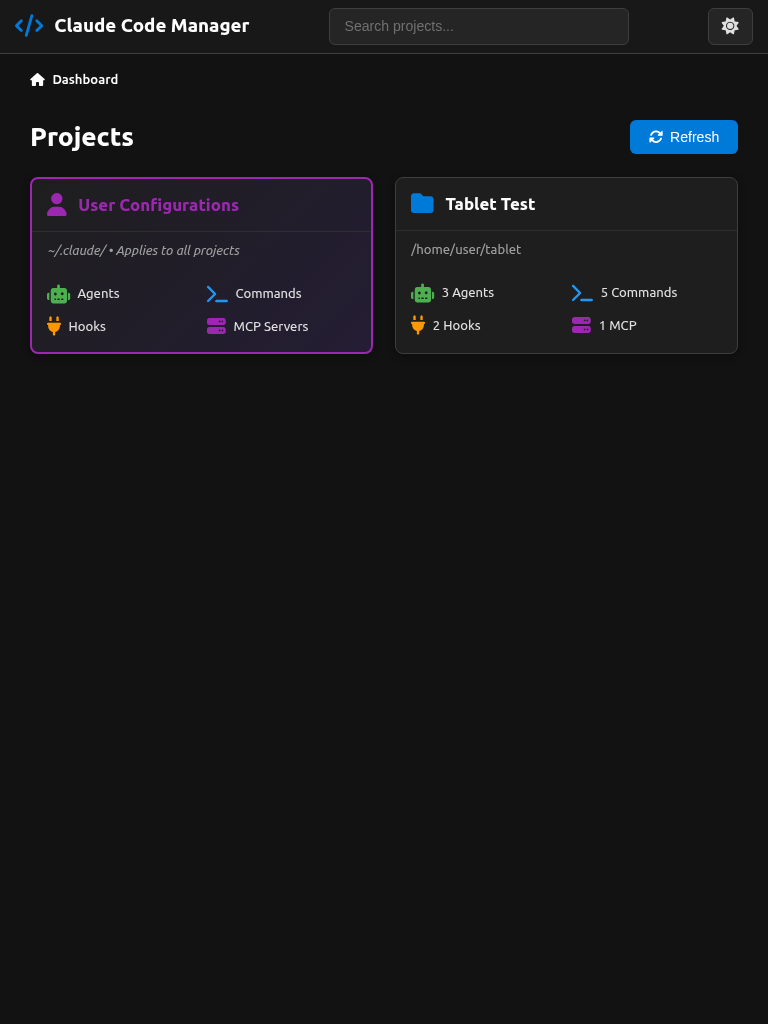 Claude Code Manager
Search projects...
Dashboard
Projects
Refresh
User Configurations
~/.claude/ • Applies to all projects
Agents
Commands
Hooks
MCP Servers
Tablet Test
/home/user/tablet
3 Agents
5 Commands
2 Hooks
1 MCP